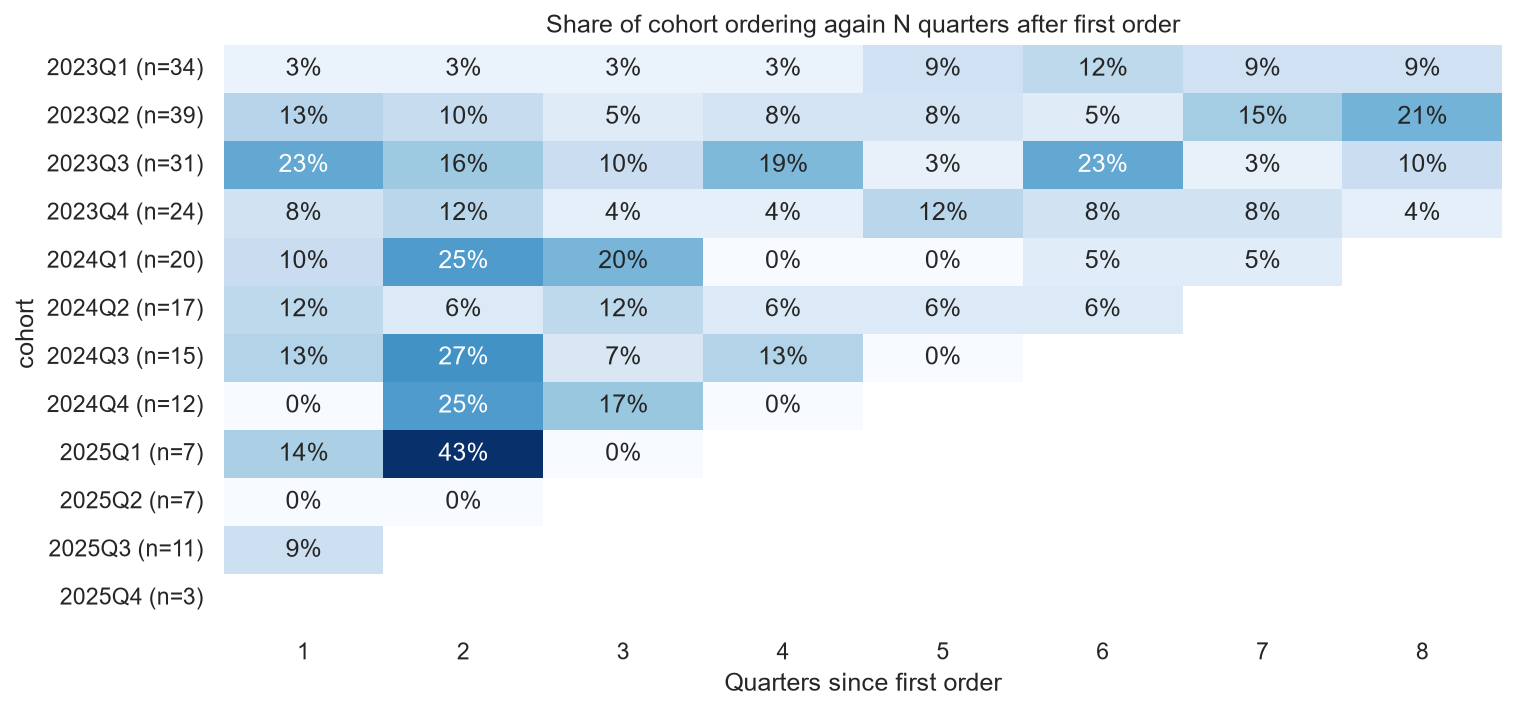 Share of cohort ordering again N quarters after first order
cohort
2023Q1 (n=34) 3% 3% 3% 3% 9% 12% 9% 9%
2023Q2 (n=39) 13% 10% 5% 8% 8% 5% 15% 21%
2023Q3 (n=31) 23% 16% 10% 19% 3% 23% 3% 10%
2023Q4 (n=24) 8% 12% 4% 4% 12% 8% 8% 4%
2024Q1 (n=20) 10% 25% 20% 0% 0% 5% 5%
2024Q2 (n=17) 12% 6% 12% 6% 6% 6%
2024Q3 (n=15) 13% 27% 7% 13% 0%
2024Q4 (n=12) 0% 25% 17% 0%
2025Q1 (n=7) 14% 43% 0%
2025Q2 (n=7) 0% 0%
2025Q3 (n=11) 9%
2025Q4 (n=3)
1 2 3 4 5 6 7 8
Quarters since first order